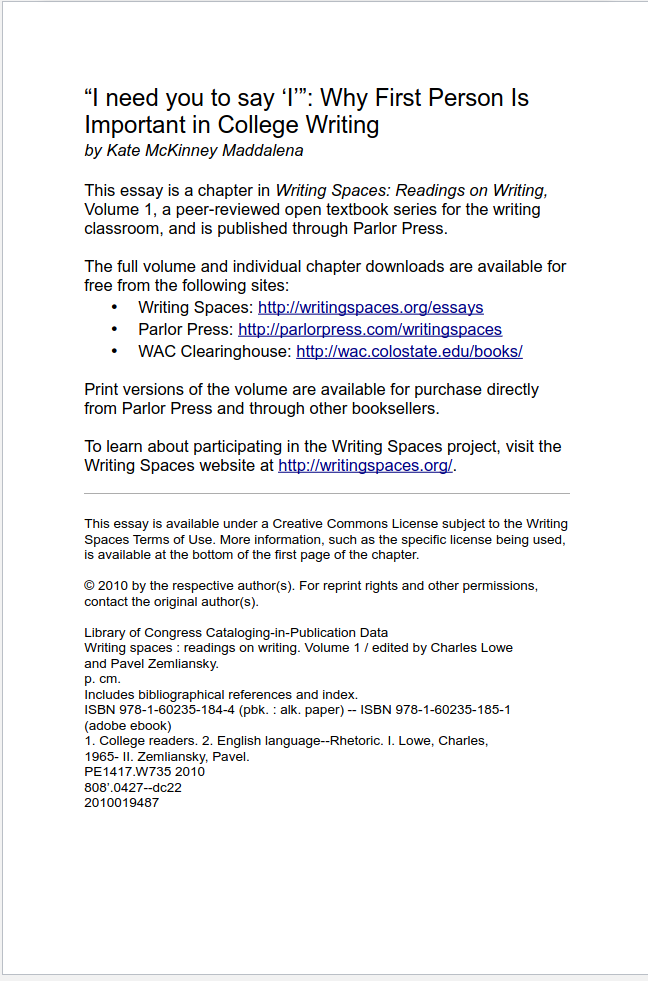 “I need you to say ‘I’”: Why First Person Is
Important in College Writing
by Kate McKinney Maddalena
This essay is a chapter in Writing Spaces: Readings on Writing,
Volume 1, a peer-reviewed open textbook series for the writing
classroom, and is published through Parlor Press.
The full volume and individual chapter downloads are available for
free from the following sites:
• Writing Spaces: http://writingspaces.org/essays
• Parlor Press: http://parlorpress.com/writingspaces
• WAC Clearinghouse: http://wac.colostate.edu/books/
Print versions of the volume are available for purchase directly
from Parlor Press and through other booksellers.
To learn about participating in the Writing Spaces project, visit the
Writing Spaces website at http://writingspaces.org/.
This essay is available under a Creative Commons License subject to the Writing
Spaces Terms of Use. More information, such as the specific license being used,
is available at the bottom of the first page of the chapter.
© 2010 by the respective author(s). For reprint rights and other permissions,
contact the original author(s).
Library of Congress Cataloging-in-Publication Data
Writing spaces : readings on writing. Volume 1 / edited by Charles Lowe
and Pavel Zemliansky.
p. cm.
Includes bibliographical references and index.
ISBN 978-1-60235-184-4 (pbk. : alk. paper) -- ISBN 978-1-60235-185-1
(adobe ebook)
1. College readers. 2. English language--Rhetoric. I. Lowe, Charles,
1965- II. Zemliansky, Pavel.
PE1417.W735 2010
808’.0427--dc22
2010019487